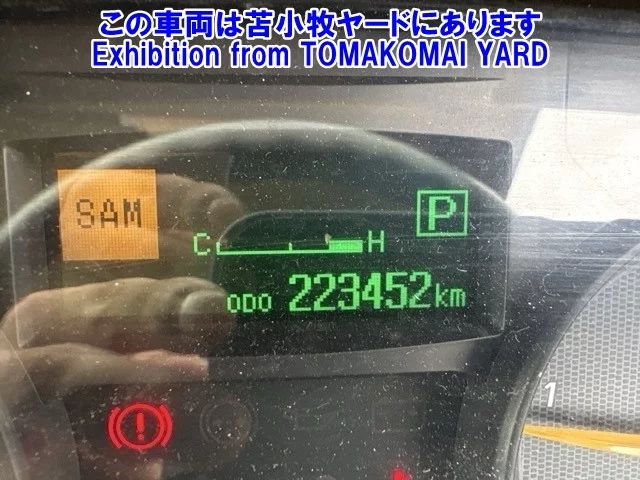 この車両は苫小牧ヤードにあります
Exhibition from TOMAKOMAI YARD
SAM
P
C H
ODO 223452km
1